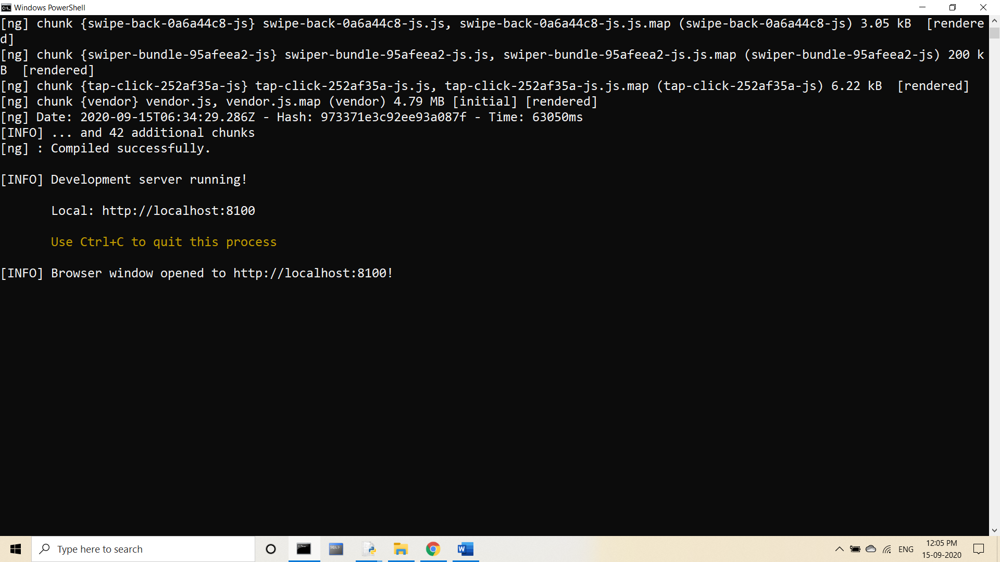 Windows PowerShell
[ng] chunk {swipe-back-0a6a44c8-js} swipe-back-0a6a44c8-js.js, swipe-back-0a6a44c8-js.js.map (swipe-back-0a6a44c8-js) 3.05 kB  [rendere
d]
[ng] chunk {swiper-bundle-95afeea2-js} swiper-bundle-95afeea2-js.js, swiper-bundle-95afeea2-js.js.map (swiper-bundle-95afeea2-js) 200 k
B  [rendered]
[ng] chunk {tap-click-252af35a-js} tap-click-252af35a-js.js, tap-click-252af35a-js.js.map (tap-click-252af35a-js) 6.22 kB  [rendered]
[ng] chunk {vendor} vendor.js, vendor.js.map (vendor) 4.79 MB [initial] [rendered]
[ng] Date: 2020-09-15T06:34:29.286Z - Hash: 973371e3c92ee93a087f - Time: 63050ms
[INFO] ... and 42 additional chunks
[ng] : Compiled successfully.
[INFO] Development server running!
Local: http://localhost:8100
Use Ctrl+C to quit this process
[INFO] Browser window opened to http://localhost:8100!
Type here to search
SQL>
W
ENG
12:05 PM
15-09-2020